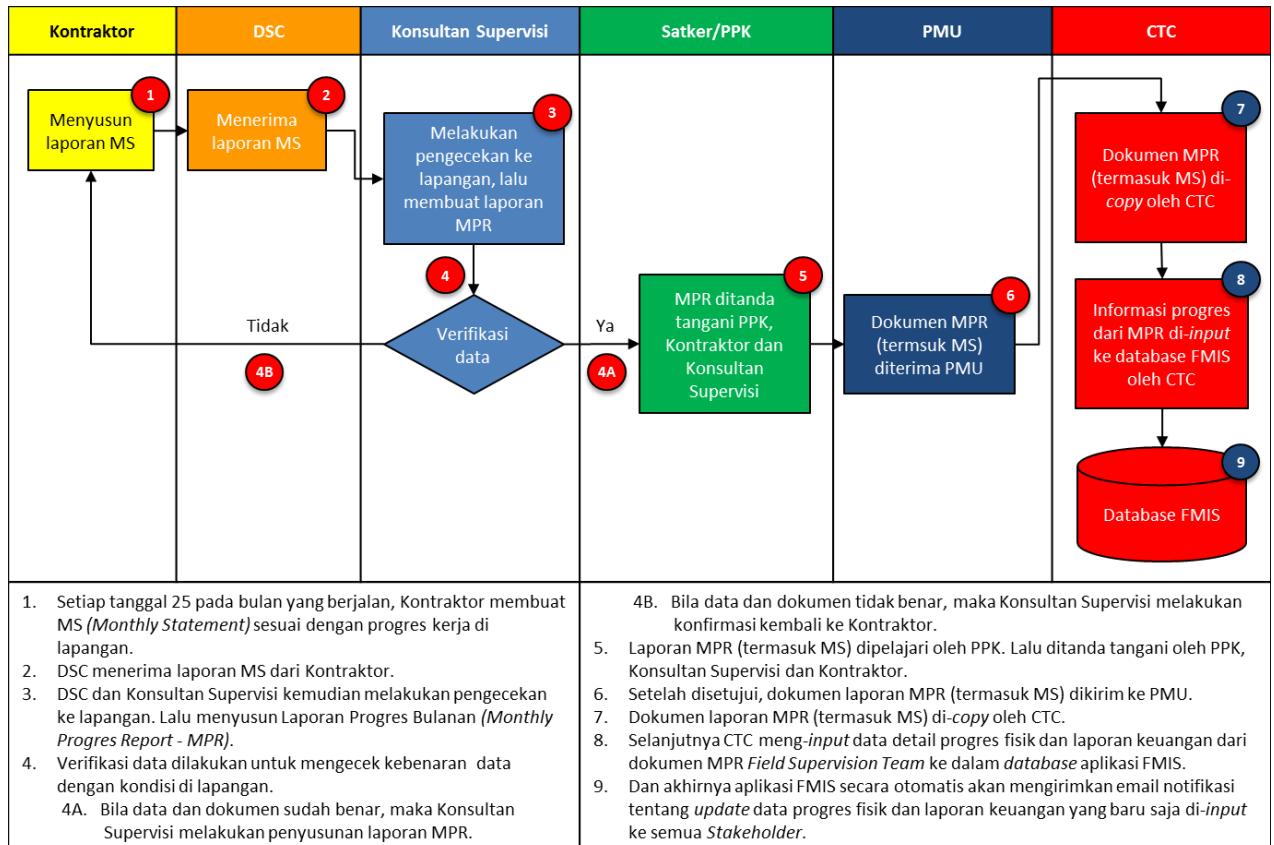 Kontraktor
DSC
Konsultan Supervisi
Satker/PPK
PMU
CTC
1
Menyusun
laporan MS
2
Menerima
laporan MS
3
Melakukan
pengecekan ke
lapangan, lalu
membuat laporan
MPR
4
Verifikasi
data
Tidak
4B
Ya
4A
5
MPR ditanda
tangani PPK,
Kontraktor dan
Konsultan
Supervisi
6
Dokumen MPR
(termsuk MS)
diterima PMU
7
Dokumen MPR
(termasuk MS) di-
copy oleh CTC
8
Informasi progres
dari MPR di-input
ke database FMIS
oleh CTC
9
Database FMIS
1. Setiap tanggal 25 pada bulan yang berjalan, Kontraktor membuat
MS (Monthly Statement) sesuai dengan progres kerja di
lapangan.
2. DSC menerima laporan MS dari Kontraktor.
3. DSC dan Konsultan Supervisi kemudian melakukan pengecekan
ke lapangan. Lalu menyusun Laporan Progres Bulanan (Monthly
Progres Report - MPR).
4. Verifikasi data dilakukan untuk mengecek kebenaran data
dengan kondisi di lapangan.
4A. Bila data dan dokumen sudah benar, maka Konsultan
Supervisi melakukan penyusunan laporan MPR.
4B. Bila data dan dokumen tidak benar, maka Konsultan Supervisi melakukan
konfirmasi kembali ke Kontraktor.
5. Laporan MPR (termasuk MS) dipelajari oleh PPK. Lalu ditanda tangani oleh PPK,
Konsultan Supervisi dan Kontraktor.
6. Setelah disetujui, dokumen laporan MPR (termasuk MS) dikirim ke PMU.
7. Dokumen laporan MPR (termasuk MS) di-copy oleh CTC.
8. Selanjutnya CTC meng-input data detail progres fisik dan laporan keuangan dari
dokumen MPR Field Supervision Team ke dalam database aplikasi FMIS.
9. Dan akhirnya aplikasi FMIS secara otomatis akan mengirimkan email notifikasi
tentang update data progres fisik dan laporan keuangan yang baru saja di-input
ke semua Stakeholder.